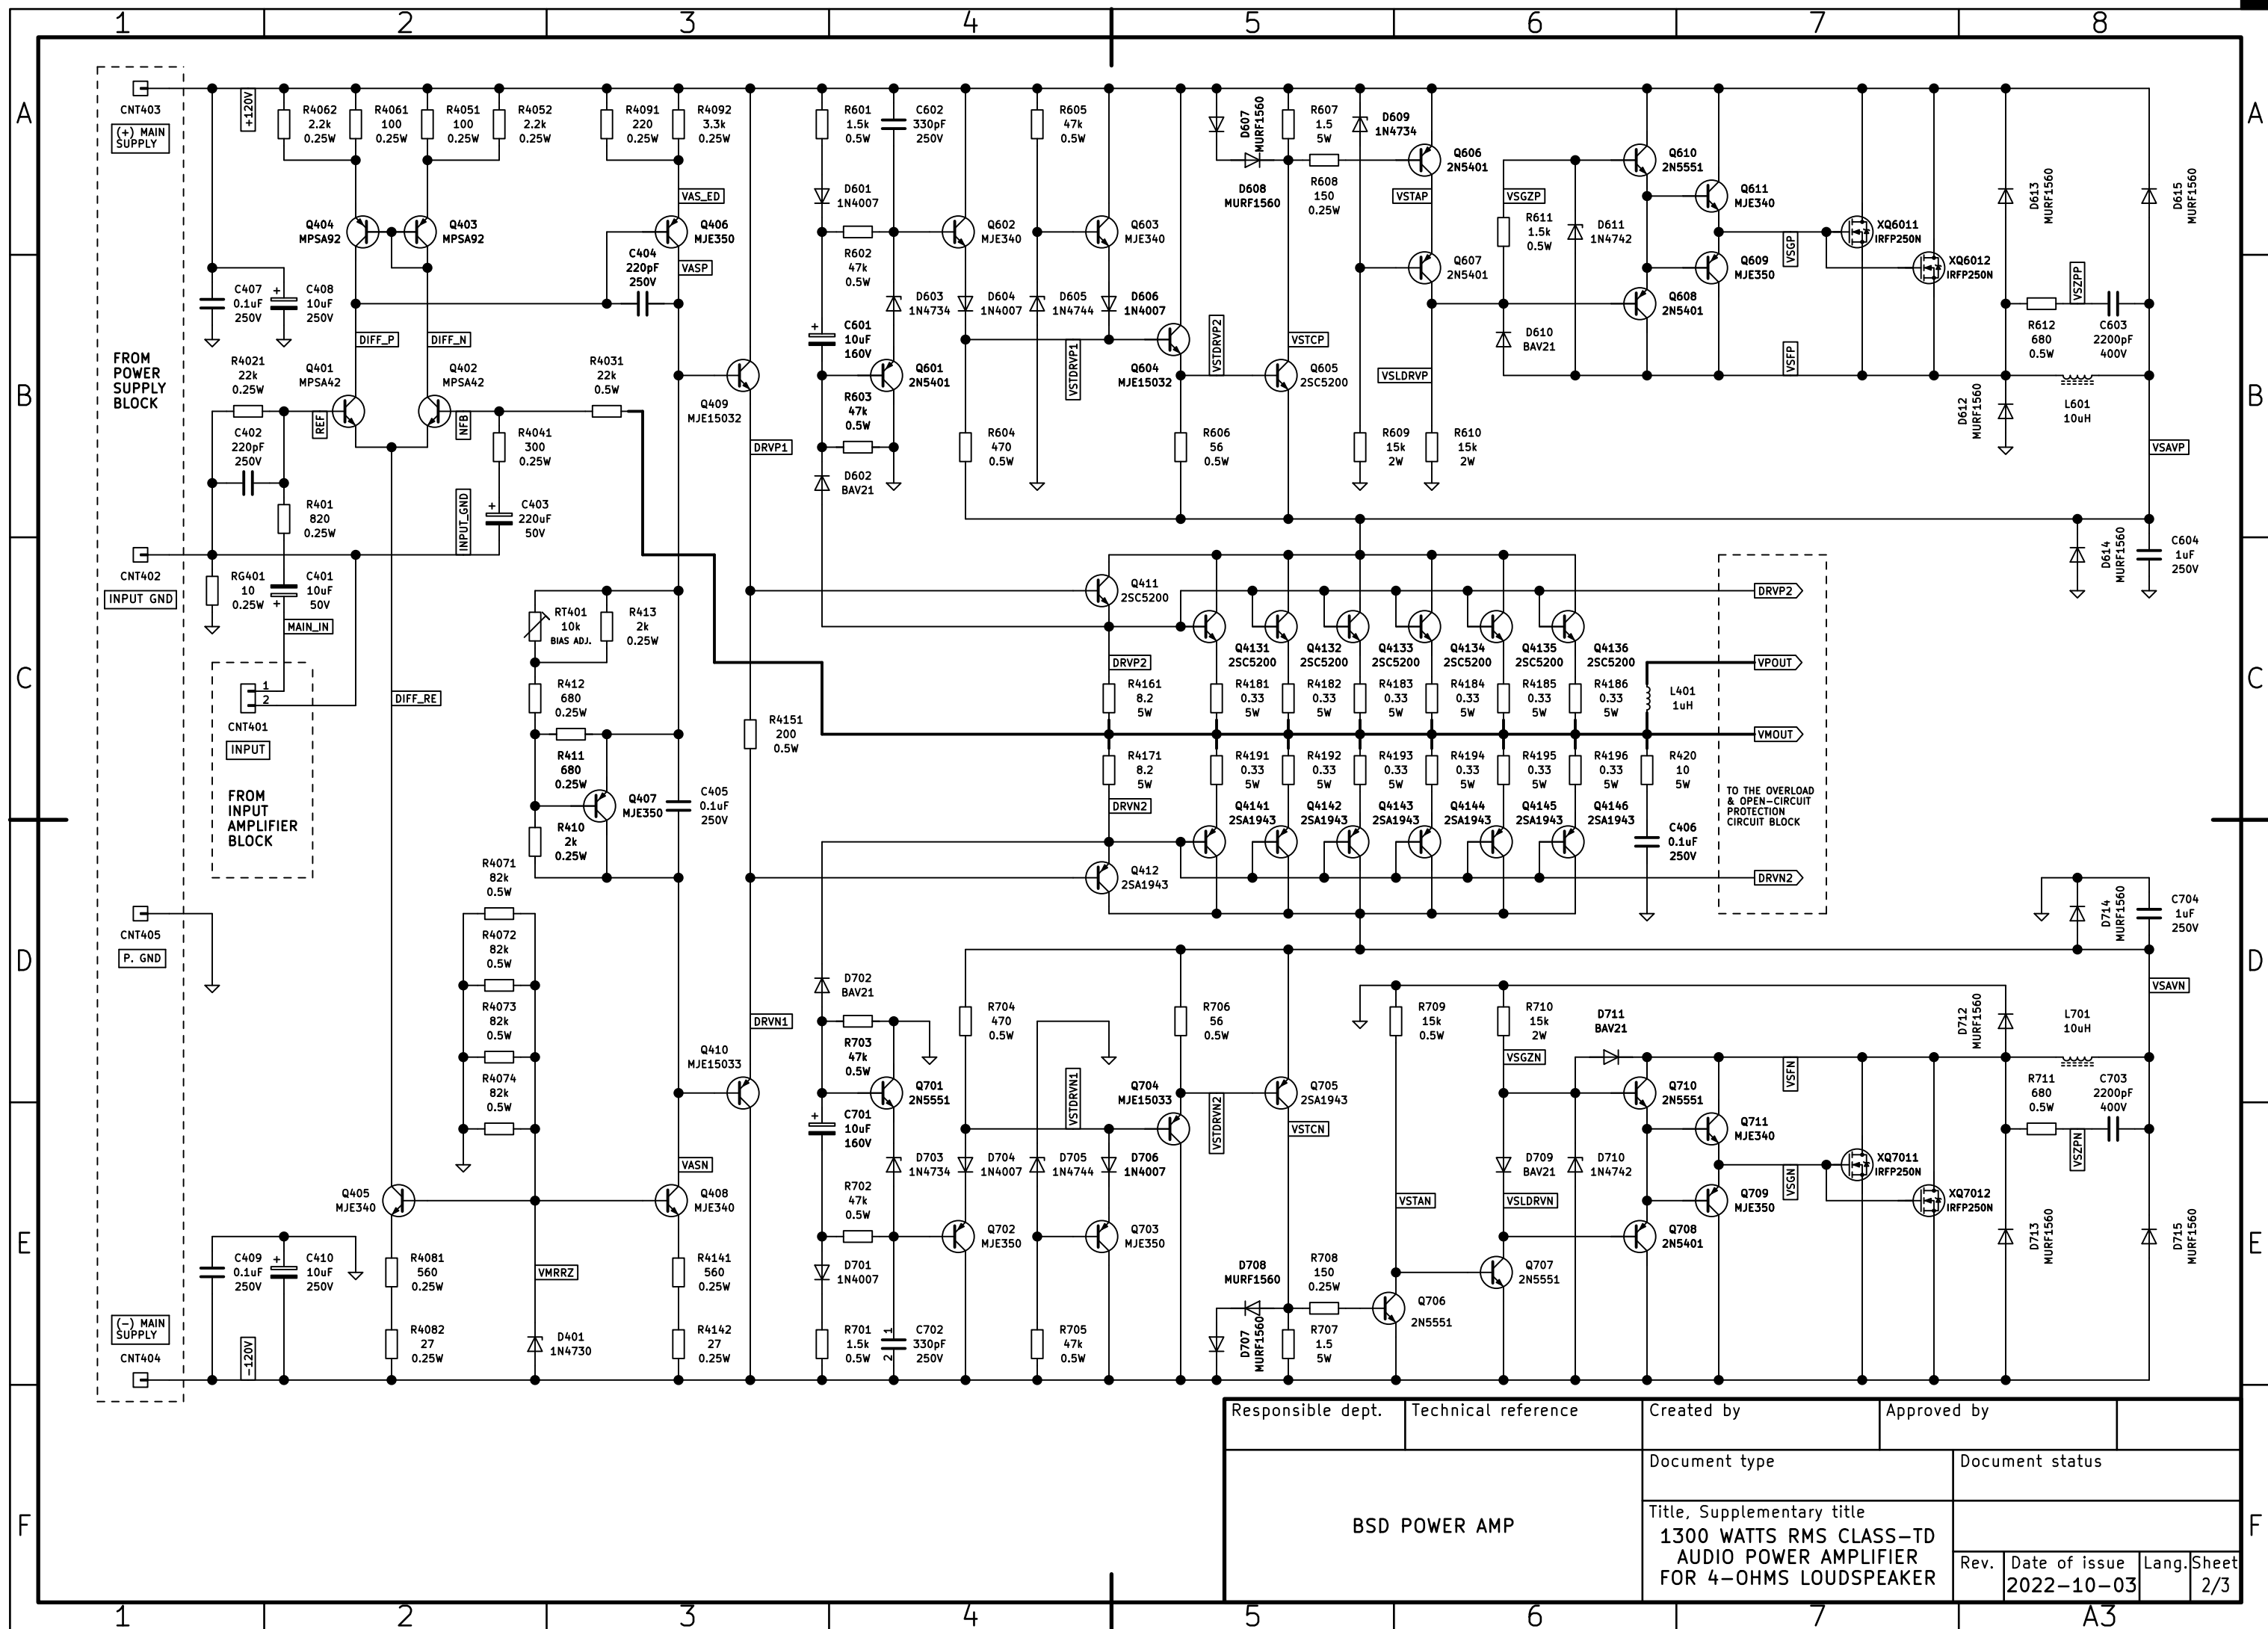 1 2 3 4 5 6 7 8
A
B
C
D
E
F
A
B
C
D
E
F
CNT403
(+) MAIN
SUPPLY
+120V
R4062
2.2k
0.25W
R4061
100
0.25W
R4051
100
0.25W
R4052
2.2k
0.25W
R4091
220
0.25W
R4092
3.3k
0.25W
R601
1.5k
0.5W
C602
330pF
250V
R605
47k
0.5W
D607
MURF1560
R607
1.5
5W
D609
1N4734
D608
MURF1560
R608
150
0.25W
Q606
2N5401
Q610
2N5551
Q611
MJE340
D613
MURF1560
D615
MURF1560
Q404
MPSA92
Q403
MPSA92
VAS_ED
Q406
MJE350
VASP
C404
220pF
250V
D601
1N4007
R602
47k
0.5W
Q602
MJE340
Q603
MJE340
VSTAP
VSGZP
R611
1.5k
0.5W
D611
1N4742
Q607
2N5401
Q609
MJE350
Q608
2N5401
VSGP
XQ6011
IRFP250N
XQ6012
IRFP250N
VSZPP
C407
0.1uF
250V
C408
10uF
250V
DIFF_P
DIFF_N
D603
1N4734
D604
1N4007
D605
1N4744
D606
1N4007
C601
10uF
160V
Q601
2N5401
R603
47k
0.5W
D602
BAV21
VSTDRVP1
Q604
MJE15032
VSTDRVP2
VSTCP
Q605
2SC5200
VSLDRVP
D610
BAV21
VSFP
R612
680
0.5W
C603
2200pF
400V
D612
MURF1560
L601
10uH
VSAVP
FROM
POWER
SUPPLY
BLOCK
R4021
22k
0.25W
Q401
MPSA42
Q402
MPSA42
R4031
22k
0.5W
Q409
MJE15032
DRVP1
REF
NFB
C402
220pF
250V
R4041
300
0.25W
R401
820
0.25W
INPUT_GND
C403
220uF
50V
R604
470
0.5W
R606
56
0.5W
R609
15k
2W
R610
15k
2W
D614
MURF1560
C604
1uF
250V
CNT402
INPUT GND
RG401
10
0.25W
C401
10uF
50V
MAIN_IN
RT401
10k
BIAS ADJ.
R413
2k
0.25W
Q411
2SC5200
DRVP2
Q4131
2SC5200
Q4132
2SC5200
Q4133
2SC5200
Q4134
2SC5200
Q4135
2SC5200
Q4136
2SC5200
DRVP2
VPOUT
VMOUT
DRVN2
1
2
CNT401
INPUT
FROM
INPUT
AMPLIFIER
BLOCK
DIFF_RE
R412
680
0.25W
R411
680
0.25W
Q407
MJE350
R410
2k
0.25W
C405
0.1uF
250V
R4151
200
0.5W
R4161
8.2
5W
R4181
0.33
5W
R4182
0.33
5W
R4183
0.33
5W
R4184
0.33
5W
R4185
0.33
5W
R4186
0.33
5W
L401
1uH
R4171
8.2
5W
R4191
0.33
5W
R4192
0.33
5W
R4193
0.33
5W
R4194
0.33
5W
R4195
0.33
5W
R4196
0.33
5W
R420
10
5W
TO THE OVERLOAD
& OPEN-CIRCUIT
PROTECTION
CIRCUIT BLOCK
DRVN2
Q4141
2SA1943
Q4142
2SA1943
Q4143
2SA1943
Q4144
2SA1943
Q4145
2SA1943
Q4146
2SA1943
C406
0.1uF
250V
Q412
2SA1943
R4071
82k
0.5W
R4072
82k
0.5W
R4073
82k
0.5W
R4074
82k
0.5W
CNT405
P. GND
D714
MURF1560
C704
1uF
250V
VSAVN
D702
BAV21
R703
47k
0.5W
R704
470
0.5W
R706
56
0.5W
R709
15k
0.5W
R710
15k
2W
D711
BAV21
D712
MURF1560
L701
10uH
DRVN1
Q410
MJE15033
Q701
2N5551
C701
10uF
160V
VSTDRVN1
Q704
MJE15033
VSTDRVN2
Q705
2SA1943
VSTCN
VSGZN
Q710
2N5551
Q711
MJE340
VSFN
R711
680
0.5W
C703
2200pF
400V
VSZPN
VASN
Q405
MJE340
Q408
MJE340
D703
1N4734
D704
1N4007
D705
1N4744
D706
1N4007
R702
47k
0.5W
Q702
MJE350
Q703
MJE350
D701
1N4007
D709
BAV21
D710
1N4742
VSTAN
VSLDRVN
Q709
MJE350
Q708
2N5401
VSGN
XQ7011
IRFP250N
XQ7012
IRFP250N
D713
MURF1560
D715
MURF1560
C409
0.1uF
250V
C410
10uF
250V
R4081
560
0.25W
VMRRZ
R4141
560
0.25W
D708
MURF1560
R708
150
0.25W
Q707
2N5551
Q706
2N5551
(-) MAIN
SUPPLY
CNT404
-120V
R4082
27
0.25W
D401
1N4730
R4142
27
0.25W
R701
1.5k
0.5W
1
2
C702
330pF
250V
R705
47k
0.5W
D707
MURF1560
R707
1.5
5W
Responsible dept.
Technical reference
Created by
Approved by
Document type
Document status
BSD POWER AMP
Title, Supplementary title
1300 WATTS RMS CLASS-TD
AUDIO POWER AMPLIFIER
FOR 4-OHMS LOUDSPEAKER
Rev.
Date of issue
2022-10-03
Lang.
Sheet
2/3
1 2 3 4 5 6 7 A3